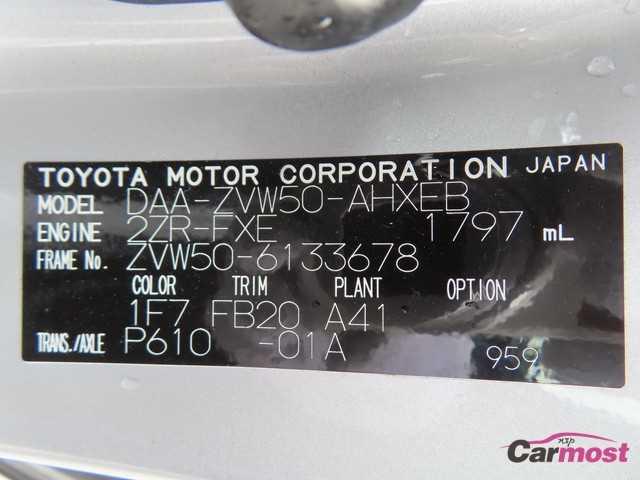 TOYOTA MOTOR CORPORATION JAPAN
MODEL DAA-ZVW50-AHXEB
ENGINE 2ZR-FXE 1797 mL
FRAME No. ZVW50-6133678
COLOR TRIM PLANT OPTION
1F7 FB20 A41
TRANS./AXLE P610 -01A 959
nsp
Carmost